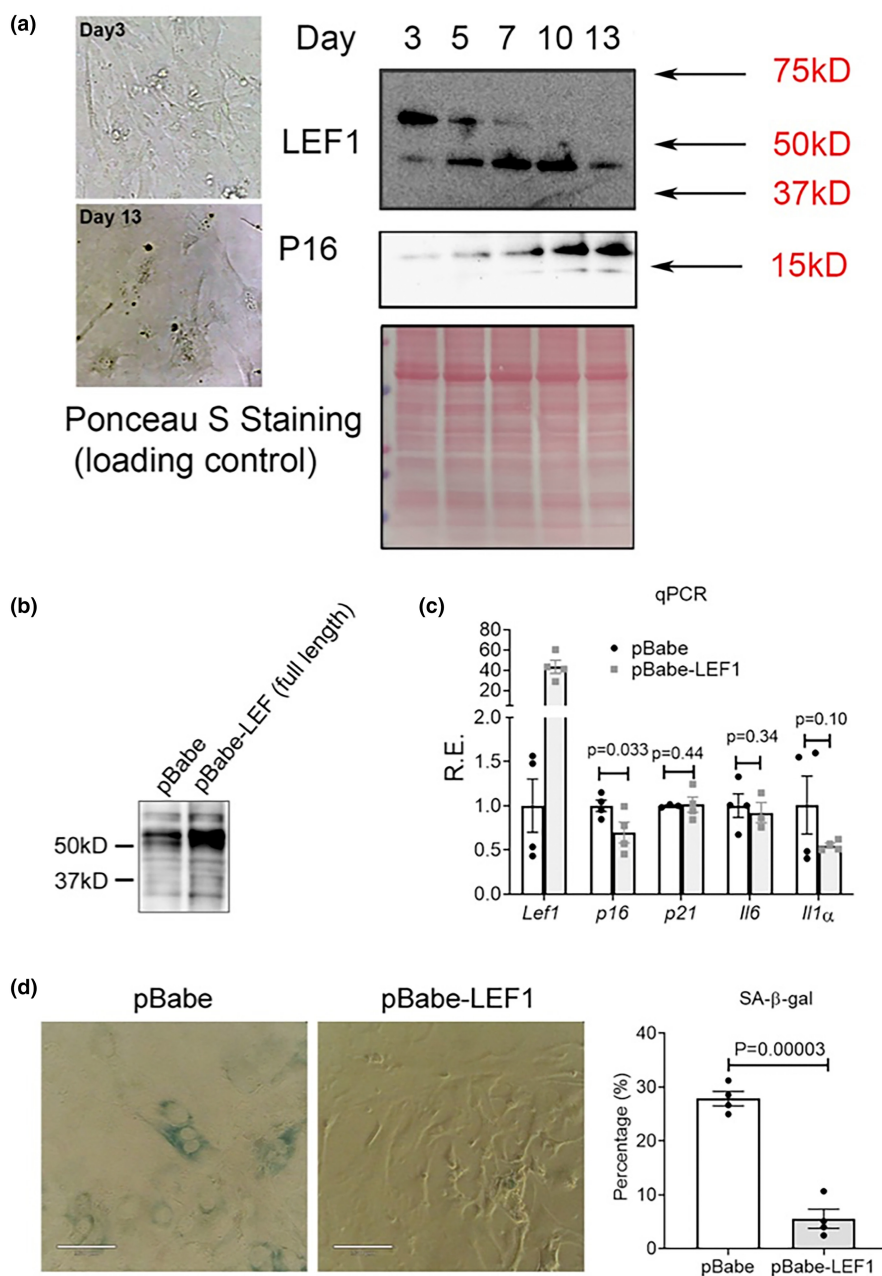 (a)
Day3
Day 13
Day 3 5 7 10 13
LEF1
75kD
50kD
37kD
P16
15kD
Ponceau S Staining
(loading control)
(b)
pBabe
pBabe-LEF (full length)
50kD
37kD
(c)
qPCR
pBabe
pBabe-LEF1
R.E.
80
60
40
20
2.0
1.5
1.0
0.5
0.0
p=0.033
p=0.44
p=0.34
p=0.10
Lef1 p16 p21 Il6 Il1α
(d)
pBabe
pBabe-LEF1
SA-β-gal
P=0.00003
Percentage (%)
40
30
20
10
0
pBabe pBabe-LEF1